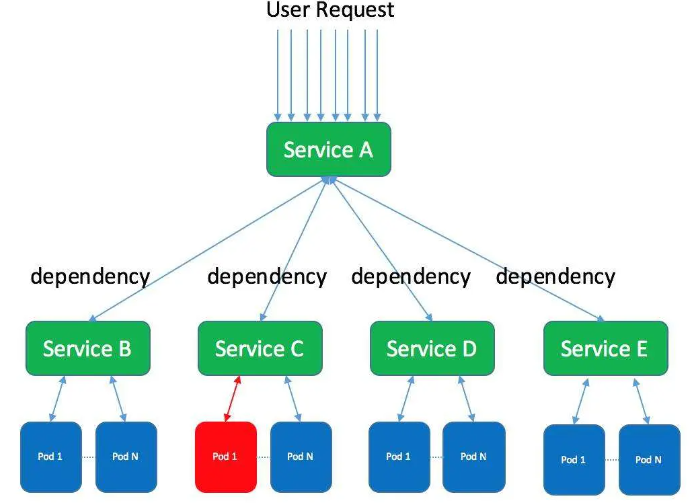 User Request
Service A
dependency dependency dependency dependency
Service B Service C Service D Service E
Pod 1 Pod N Pod 1 Pod N Pod 1 Pod N Pod 1 Pod N